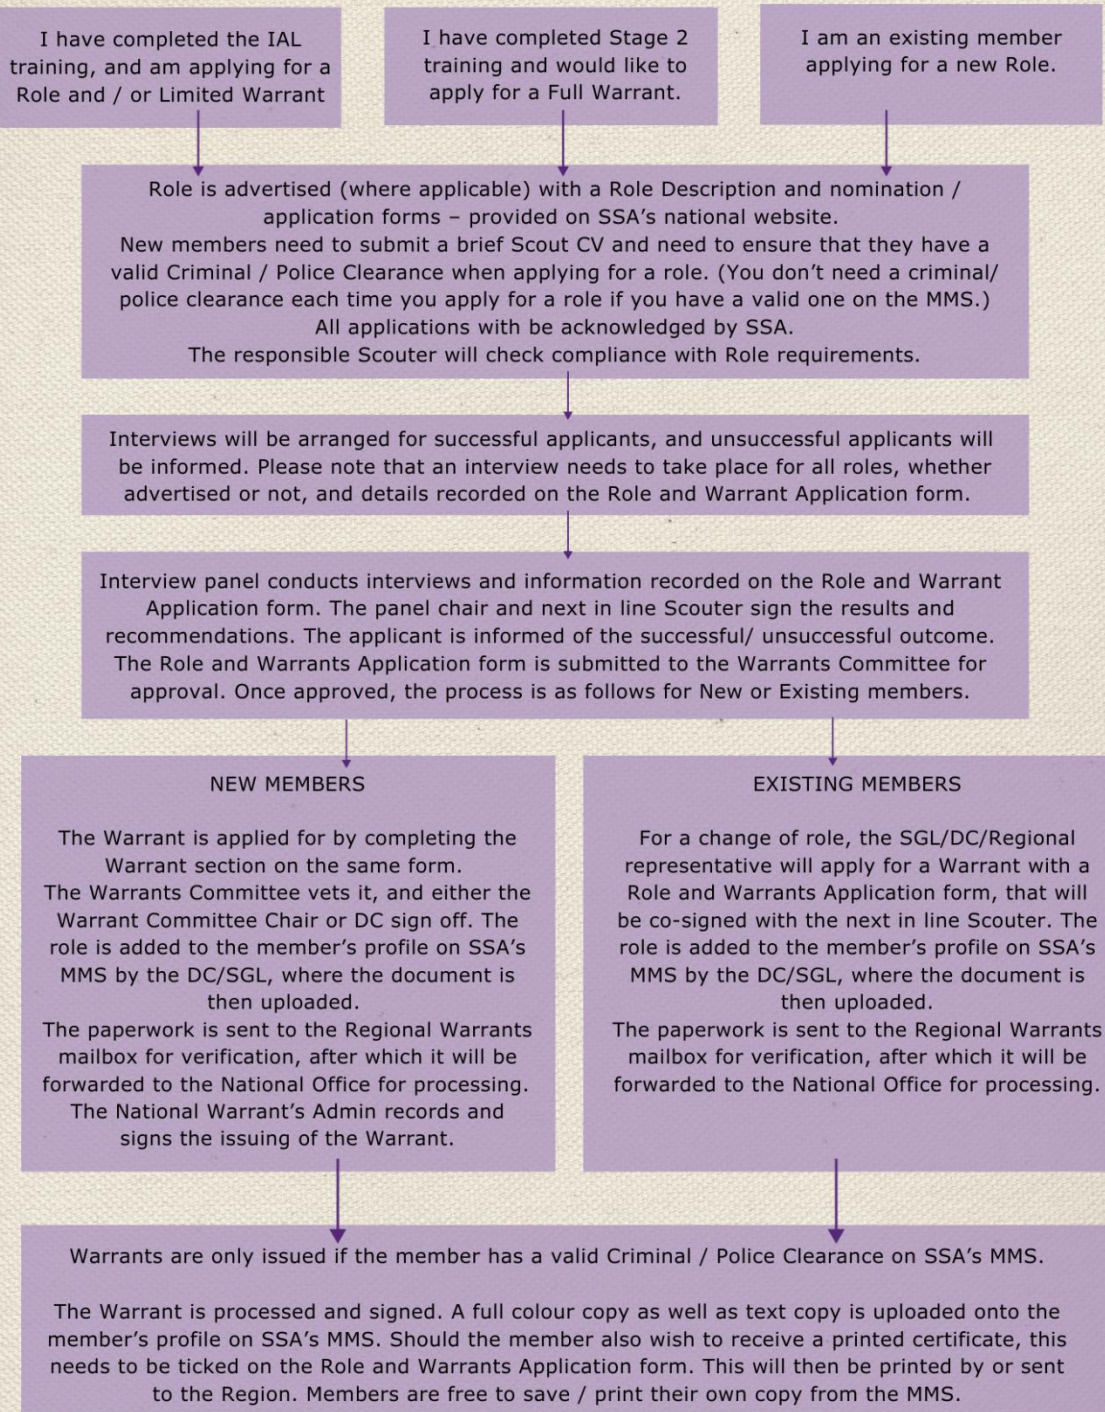 I have completed the IAL
training, and am applying for a
Role and / or Limited Warrant
I have completed Stage 2
training and would like to
apply for a Full Warrant.
I am an existing member
applying for a new Role.
Role is advertised (where applicable) with a Role Description and nomination /
application forms – provided on SSA's national website.
New members need to submit a brief Scout CV and need to ensure that they have a
valid Criminal / Police Clearance when applying for a role. (You don't need a criminal/
police clearance each time you apply for a role if you have a valid one on the MMS.)
All applications with be acknowledged by SSA.
The responsible Scouter will check compliance with Role requirements.
Interviews will be arranged for successful applicants, and unsuccessful applicants will
be informed. Please note that an interview needs to take place for all roles, whether
advertised or not, and details recorded on the Role and Warrant Application form.
Interview panel conducts interviews and information recorded on the Role and Warrant
Application form. The panel chair and next in line Scouter sign the results and
recommendations. The applicant is informed of the successful/ unsuccessful outcome.
The Role and Warrants Application form is submitted to the Warrants Committee for
approval. Once approved, the process is as follows for New or Existing members.
NEW MEMBERS
The Warrant is applied for by completing the
Warrant section on the same form.
The Warrants Committee vets it, and either the
Warrant Committee Chair or DC sign off. The
role is added to the member's profile on SSA's
MMS by the DC/SGL, where the document is
then uploaded.
The paperwork is sent to the Regional Warrants
mailbox for verification, after which it will be
forwarded to the National Office for processing.
The National Warrant's Admin records and
signs the issuing of the Warrant.
EXISTING MEMBERS
For a change of role, the SGL/DC/Regional
representative will apply for a Warrant with a
Role and Warrants Application form, that will
be co-signed with the next in line Scouter. The
role is added to the member's profile on SSA's
MMS by the DC/SGL, where the document is
then uploaded.
The paperwork is sent to the Regional Warrants
mailbox for verification, after which it will be
forwarded to the National Office for processing.
Warrants are only issued if the member has a valid Criminal / Police Clearance on SSA's MMS.
The Warrant is processed and signed. A full colour copy as well as text copy is uploaded onto the
member's profile on SSA's MMS. Should the member also wish to receive a printed certificate, this
needs to be ticked on the Role and Warrants Application form. This will then be printed by or sent
to the Region. Members are free to save / print their own copy from the MMS.